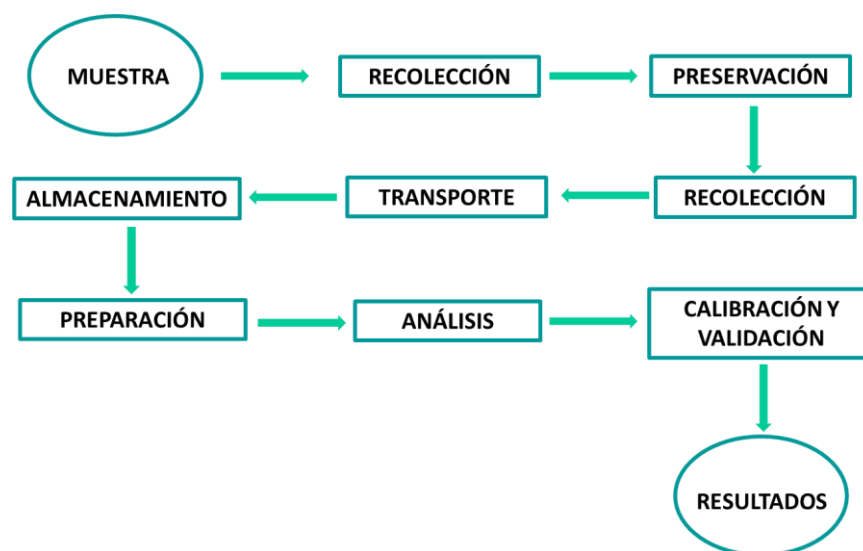 MUESTRA
RECOLECCIÓN
PRESERVACIÓN
ALMACENAMIENTO
TRANSPORTE
RECOLECCIÓN
PREPARACIÓN
ANÁLISIS
CALIBRACIÓN Y
VALIDACIÓN
RESULTADOS